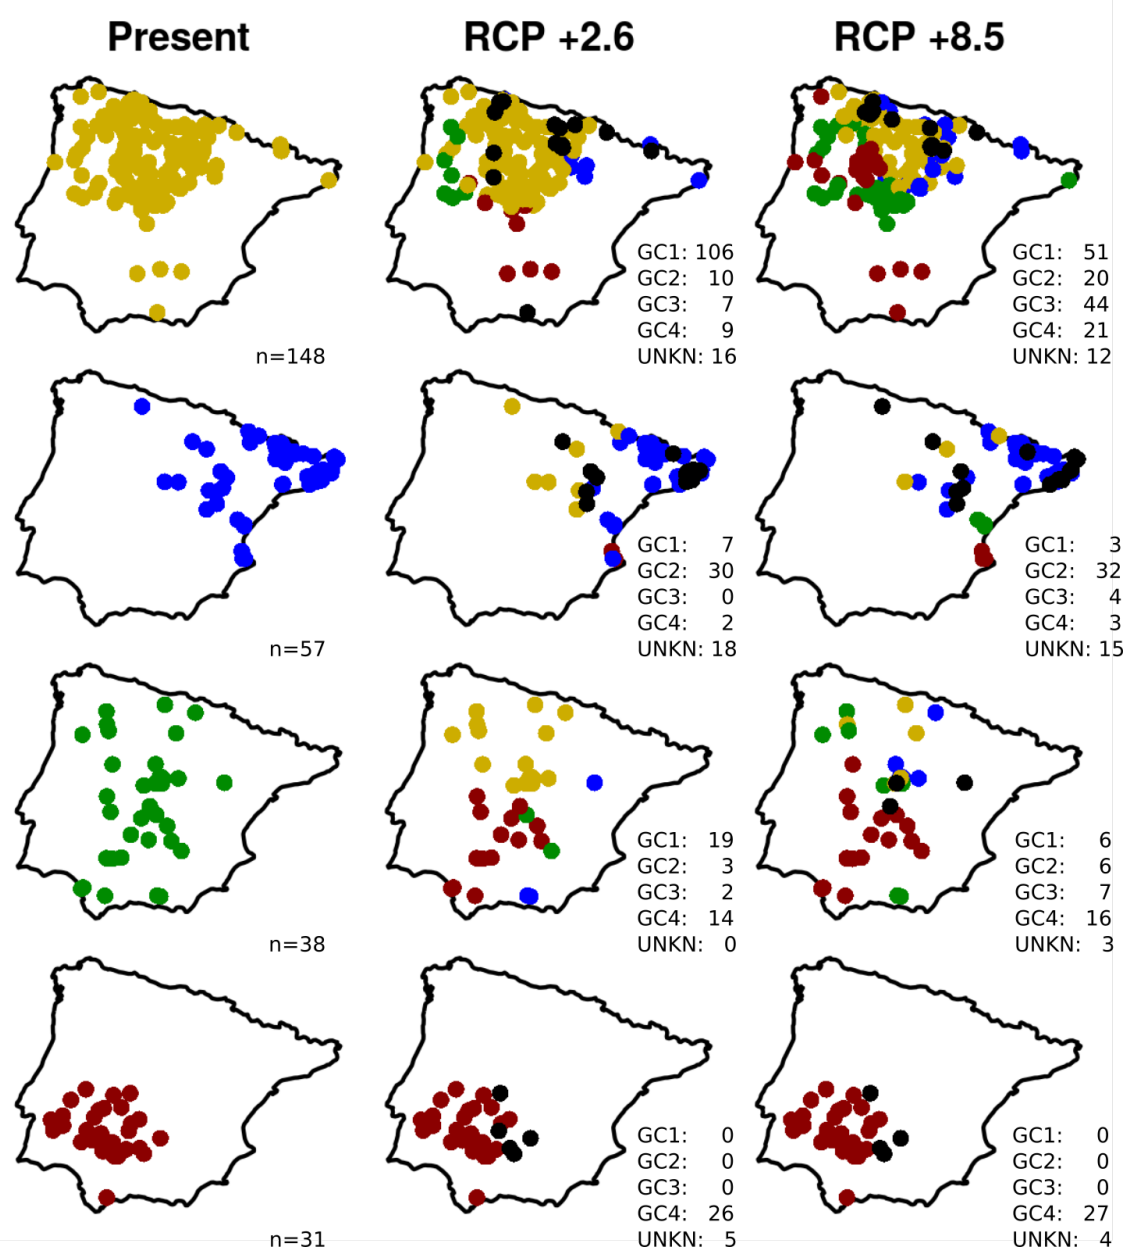 Present RCP +2.6 RCP +8.5
GC1: 106 GC1: 51
GC2: 10 GC2: 20
GC3: 7 GC3: 44
GC4: 9 GC4: 21
n=148 UNKN: 16 UNKN: 12
GC1: 7 GC1: 3
GC2: 30 GC2: 32
GC3: 0 GC3: 4
GC4: 2 GC4: 3
n=57 UNKN: 18 UNKN: 15
GC1: 19 GC1: 6
GC2: 3 GC2: 6
GC3: 2 GC3: 7
GC4: 14 GC4: 16
n=38 UNKN: 0 UNKN: 3
GC1: 0 GC1: 0
GC2: 0 GC2: 0
GC3: 0 GC3: 0
GC4: 26 GC4: 27
n=31 UNKN: 5 UNKN: 4